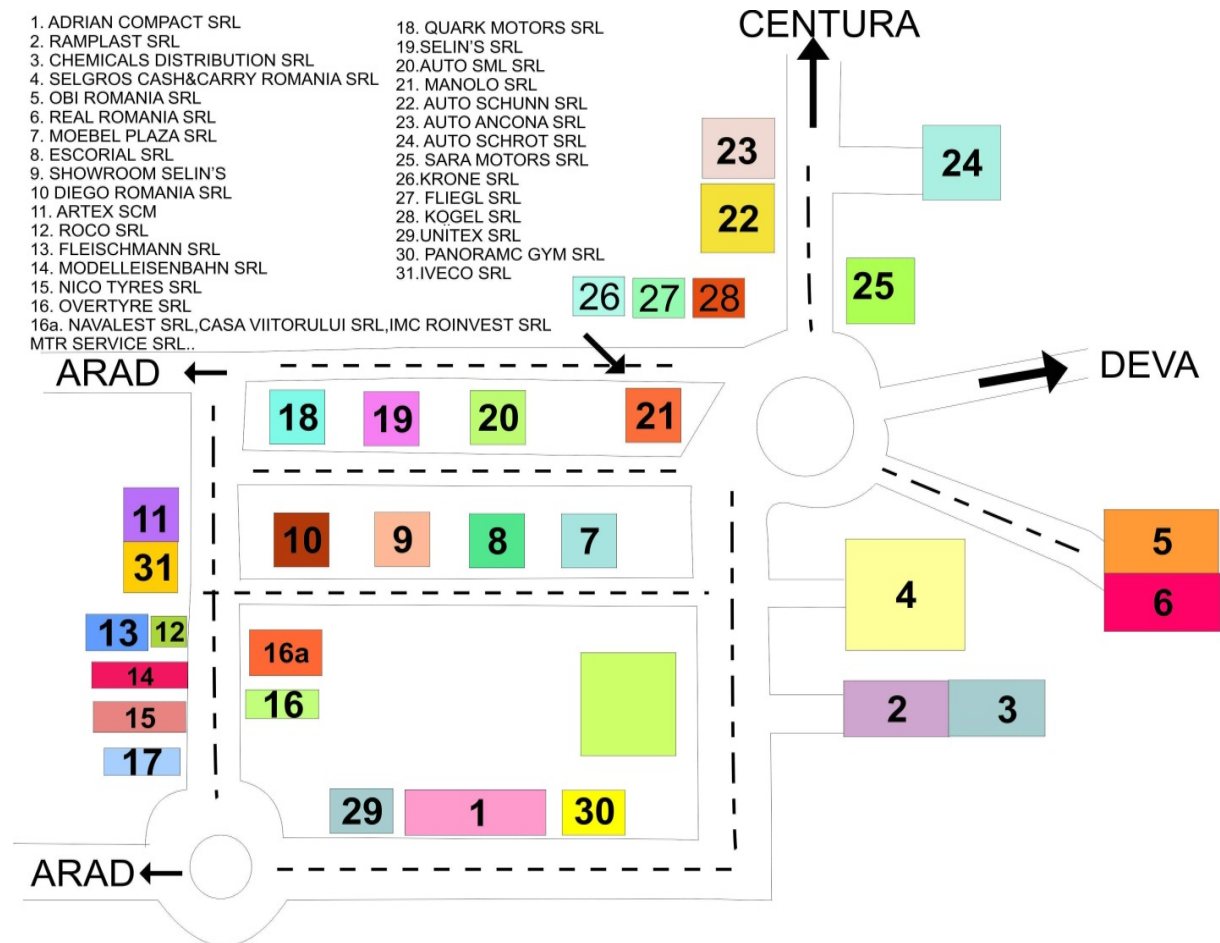 1. ADRIAN COMPACT SRL
2. RAMPLAST SRL
3. CHEMICALS DISTRIBUTION SRL
4. SELGROS CASH&CARRY ROMANIA SRL
5. OBI ROMANIA SRL
6. REAL ROMANIA SRL
7. MOEBEL PLAZA SRL
8. ESCORIAL SRL
9. SHOWROOM SELIN'S
10 DIEGO ROMANIA SRL
11. ARTEX SCM
12. ROCO SRL
13. FLEISCHMANN SRL
14. MODELLEISENBAHN SRL
15. NICO TYRES SRL
16. OVERTYRE SRL
16a. NAVALEST SRL,CASA VIITORULUI SRL,IMC ROINVEST SRL
MTR SERVICE SRL..
18. QUARK MOTORS SRL
19.SELIN'S SRL
20.AUTO SML SRL
21. MANOLO SRL
22. AUTO SCHUNN SRL
23. AUTO ANCONA SRL
24. AUTO SCHROT SRL
25. SARA MOTORS SRL
26.KRONE SRL
27. FLIEGL SRL
28. KÖGEL SRL
29.UNITEX SRL
30. PANORAMC GYM SRL
31.IVECO SRL
CENTURA
23
24
22
25
26 27 28
ARAD
DEVA
18 19 20 21
11
10 9 8 7
5
31
4
6
13 12
16a
14
16
15
2 3
17
29 1 30
ARAD